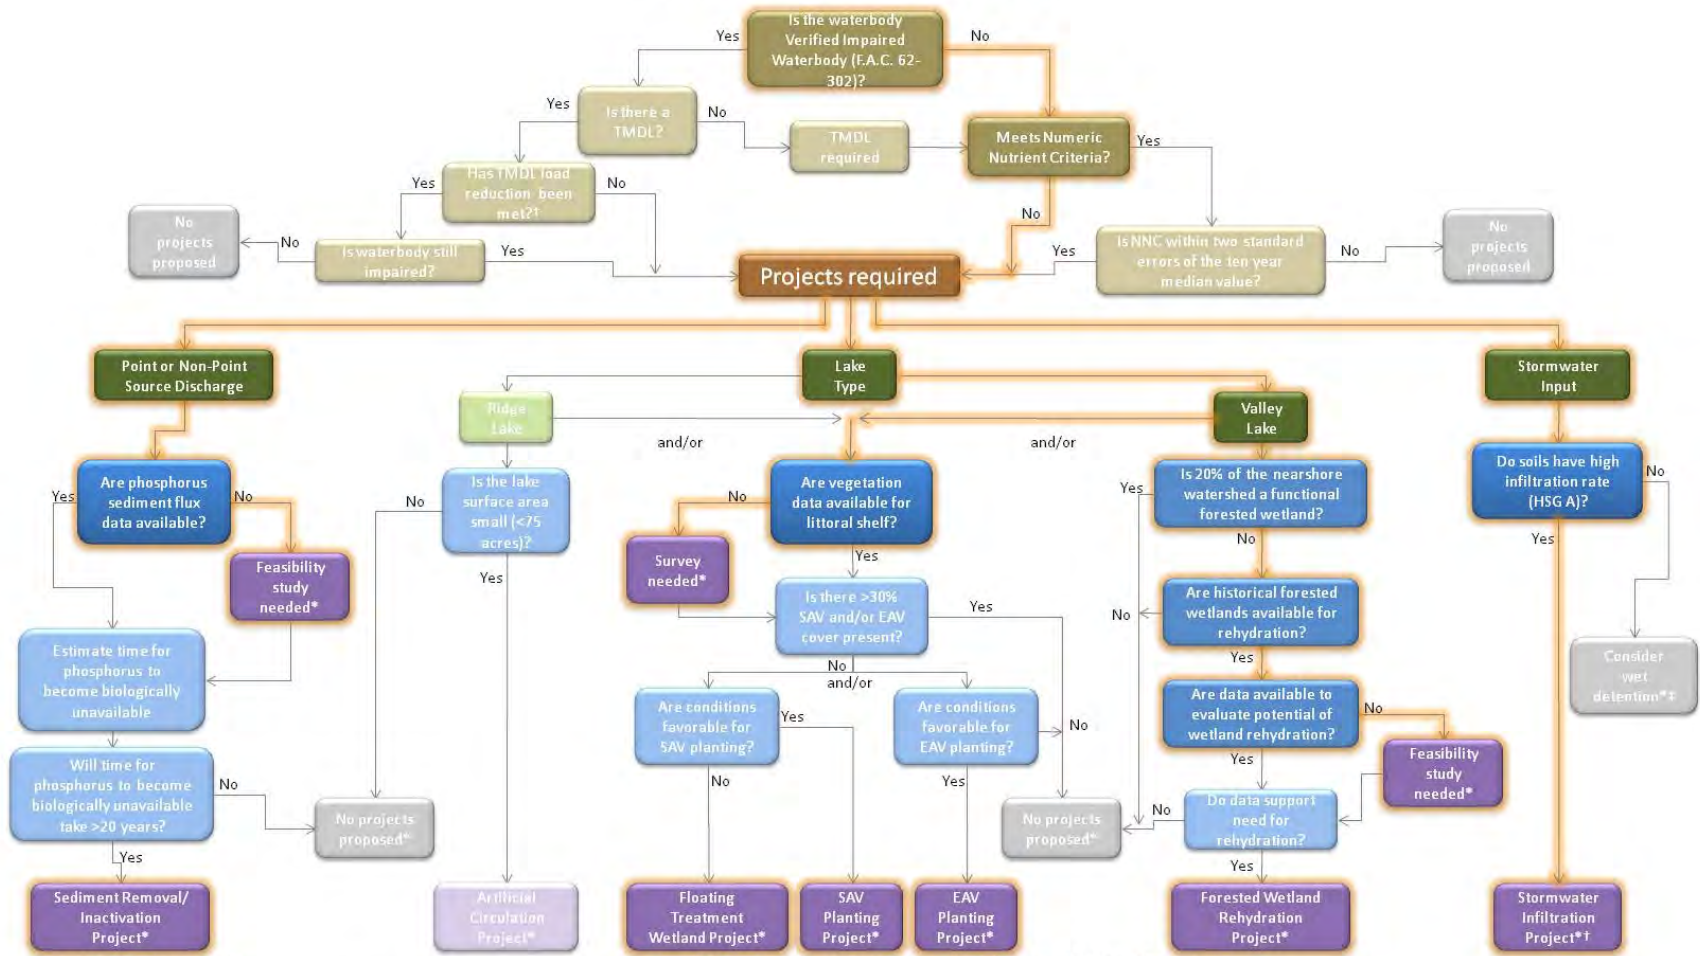 Is the waterbody
Verified Impaired
Waterbody (F.A.C. 62-
302)?
Yes
No
Is there a
TMDL?
Yes
No
TMDL
required
Meets Numeric
Nutrient Criteria?
Yes
No
Has TMDL load
reduction been
met?†
Yes
No
No
projects
proposed
No
Is waterbody still
impaired?
Yes
Projects required
Yes
Is NNC within two standard
errors of the ten year
median value?
No
No
projects
proposed
Point or Non-Point
Source Discharge
Lake
Type
Stormwater
Input
Ridge
Lake
and/or
and/or
Valley
Lake
Are phosphorus
sediment flux
data available?
Yes
No
Feasibility
study
needed*
Estimate time for
phosphorus to
become biologically
unavailable
Will time for
phosphorus to become
biologically unavailable
take >20 years?
No
Yes
Sediment Removal/
Inactivation
Project*
Is the lake
surface area
small (<75
acres)?
No
Yes
No projects
proposed*
Artificial
Circulation
Project*
Are vegetation
data available for
littoral shelf?
No
Yes
Survey
needed*
Is there >30%
SAV and/or EAV
cover present?
Yes
No
and/or
Are conditions
favorable for
SAV planting?
Yes
No
Are conditions
favorable for
EAV planting?
No
Yes
Floating
Treatment
Wetland Project*
SAV
Planting
Project*
EAV
Planting
Project*
Is 20% of the nearshore
watershed a functional
forested wetland?
Yes
No
Are historical forested
wetlands available for
rehydration?
No
Yes
Are data available to
evaluate potential of
wetland rehydration?
No
Yes
Feasibility
study
needed*
Do data support
need for
rehydration?
No
Yes
No projects
proposed*
Forested Wetland
Rehydration
Project*
Do soils have high
infiltration rate
(HSG A)?
No
Yes
Consider
wet
detention*‡
Stormwater
Infiltration
Project*†